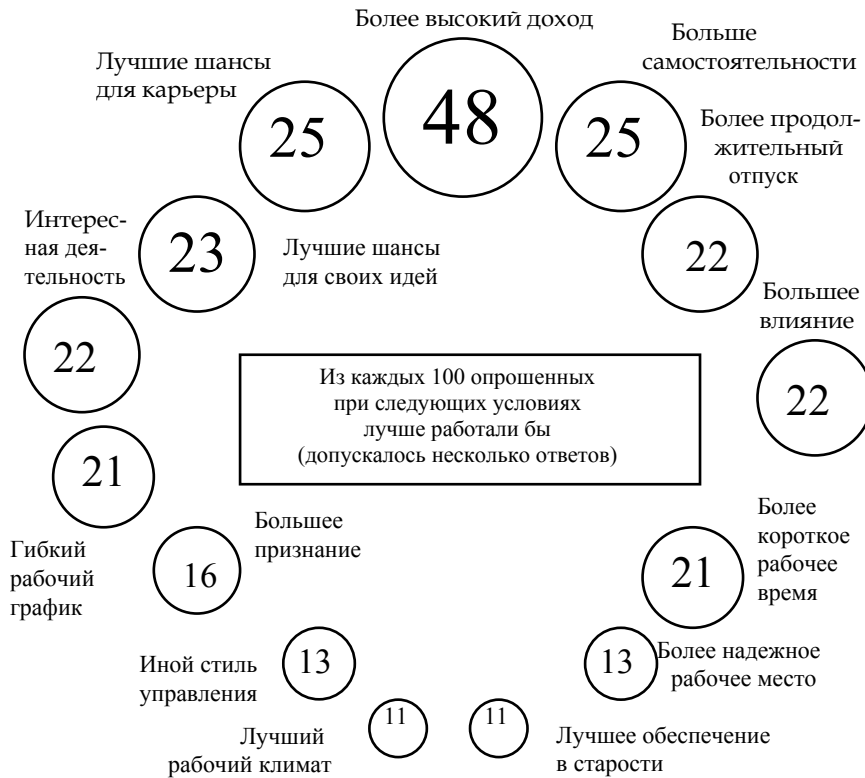 Более высокий доход
48
Больше
самостоятельности
25
Лучшие шансы
для карьеры
25
Более продол-
жительный
отпуск
22
Интерес-
ная дея-
тельность
22
23
Лучшие шансы
для своих идей
Большее
влияние
22
Из каждых 100 опрошенных
при следующих условиях
лучше работали бы
(допускалось несколько ответов)
21
Гибкий
рабочий
график
Большее
признание
16
Более
короткое
рабочее
время
21
Иной стиль
управления
13
13
Более надежное
рабочее место
Лучший
рабочий климат
11
11
Лучшее обеспечение
в старости